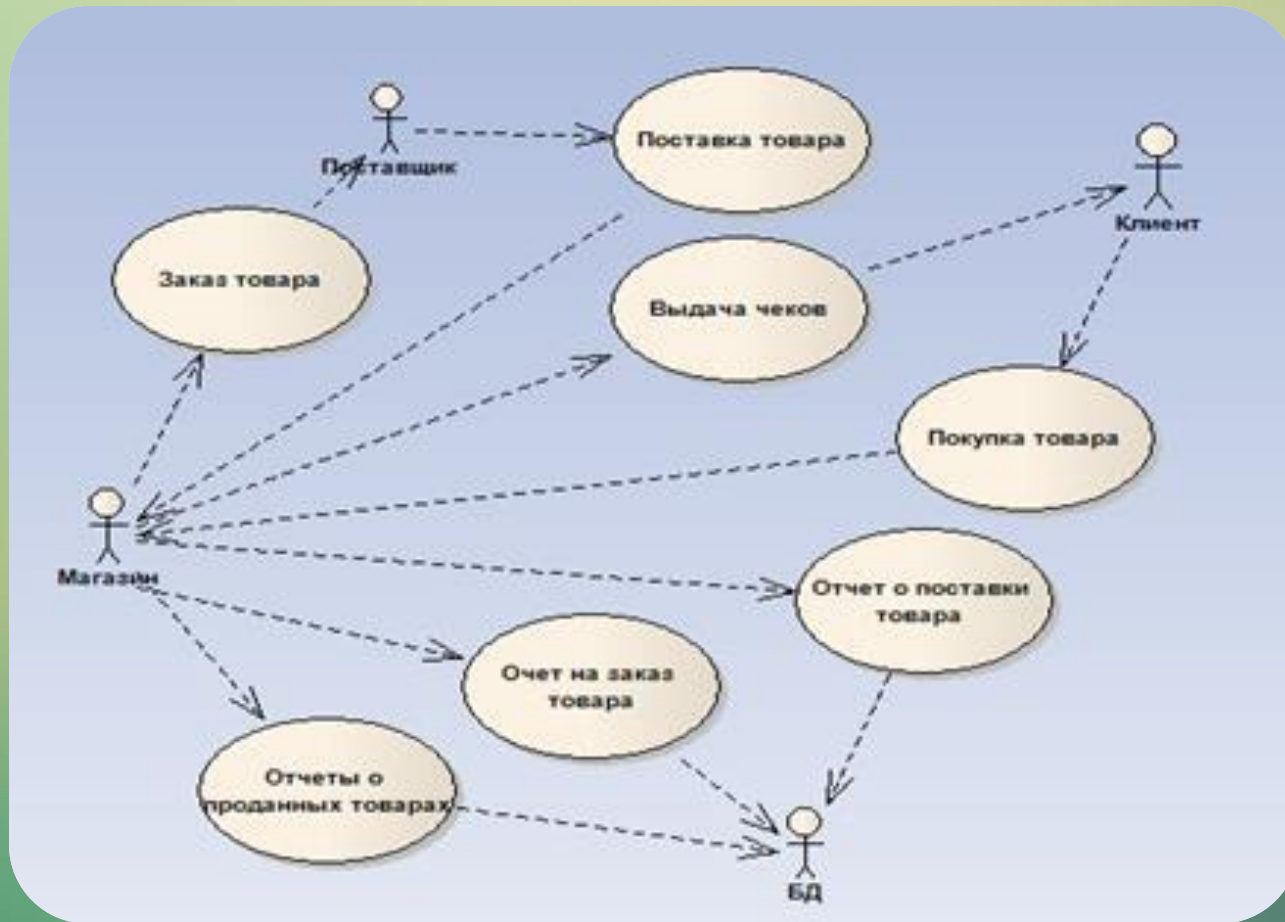 Поставка товара
Поставщик
Клиент
Заказ товара
Выдача чеков
Покупка товара
Магазин
Отчет о поставки
товара
Очет на заказ
товара
Отчеты о
проданных товарах
БД